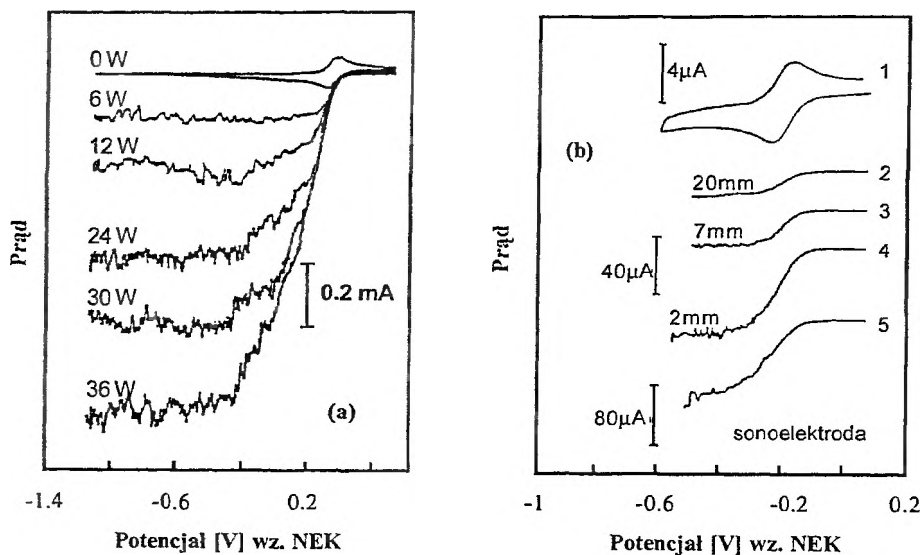 0 W
6 W
12 W
24 W
30 W
36 W
0.2 mA
(a)
Prąd
-1.4
-0.6
0.2
Potencjał [V] wz. NEK
4µA
1
(b)
20mm
2
7mm
3
40µA
4
2mm
5
80µA
sonoelektroda
Prąd
-1
-0.6
-0.2
0.2
Potencjał [V] wz. NEK